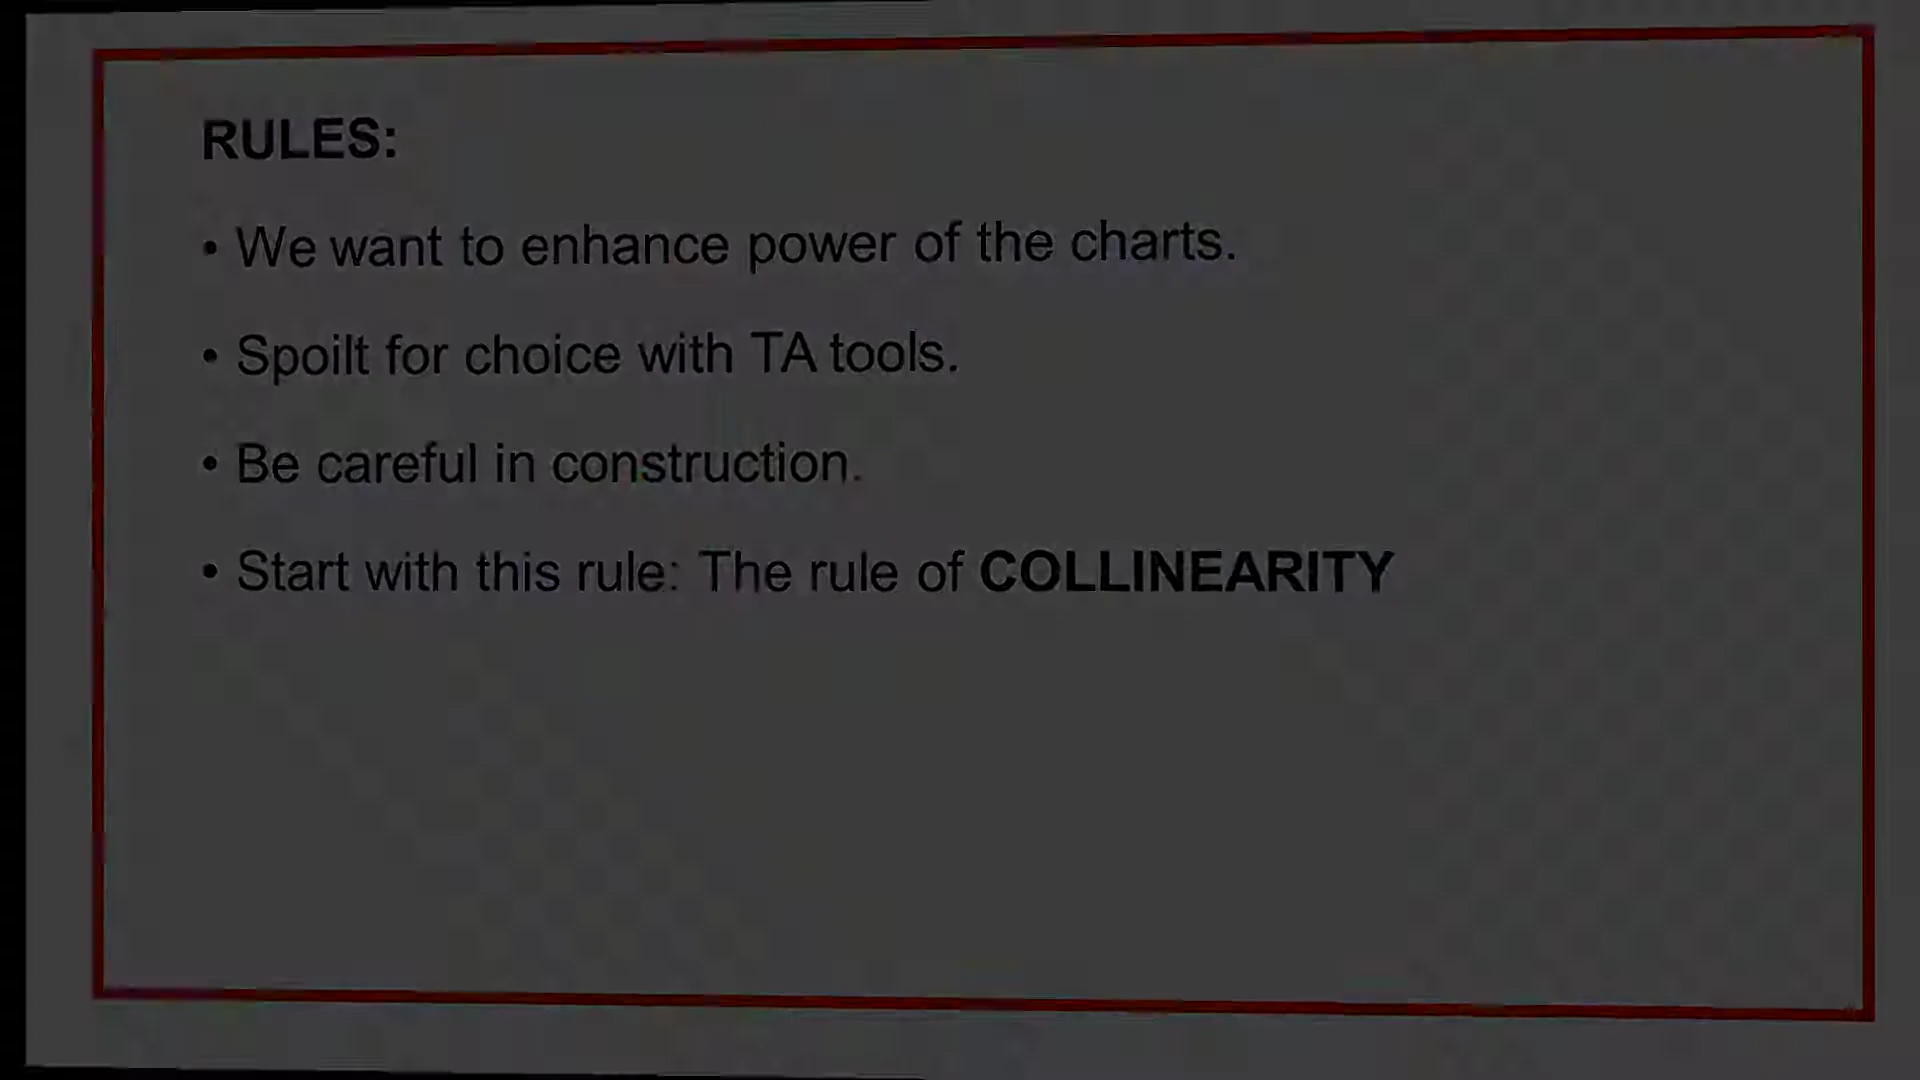 RULES:
• We want to enhance power of the charts.
• Spoilt for choice with TA tools.
• Be careful in construction.
• Start with this rule: The rule of COLLINEARITY